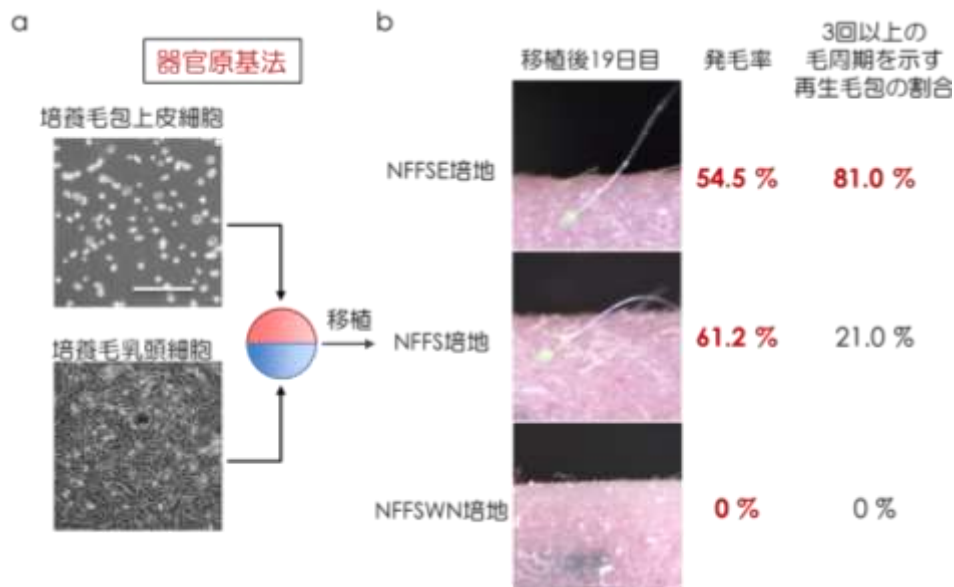 a
器官原基法
培養毛包上皮細胞
培養毛乳頭細胞
移植
b
移植後19日目
発毛率
3回以上の
毛周期を示す
再生毛包の割合
NFFSE培地
54.5 %
81.0 %
NFFS培地
61.2 %
21.0 %
NFFSWN培地
0 %
0 %